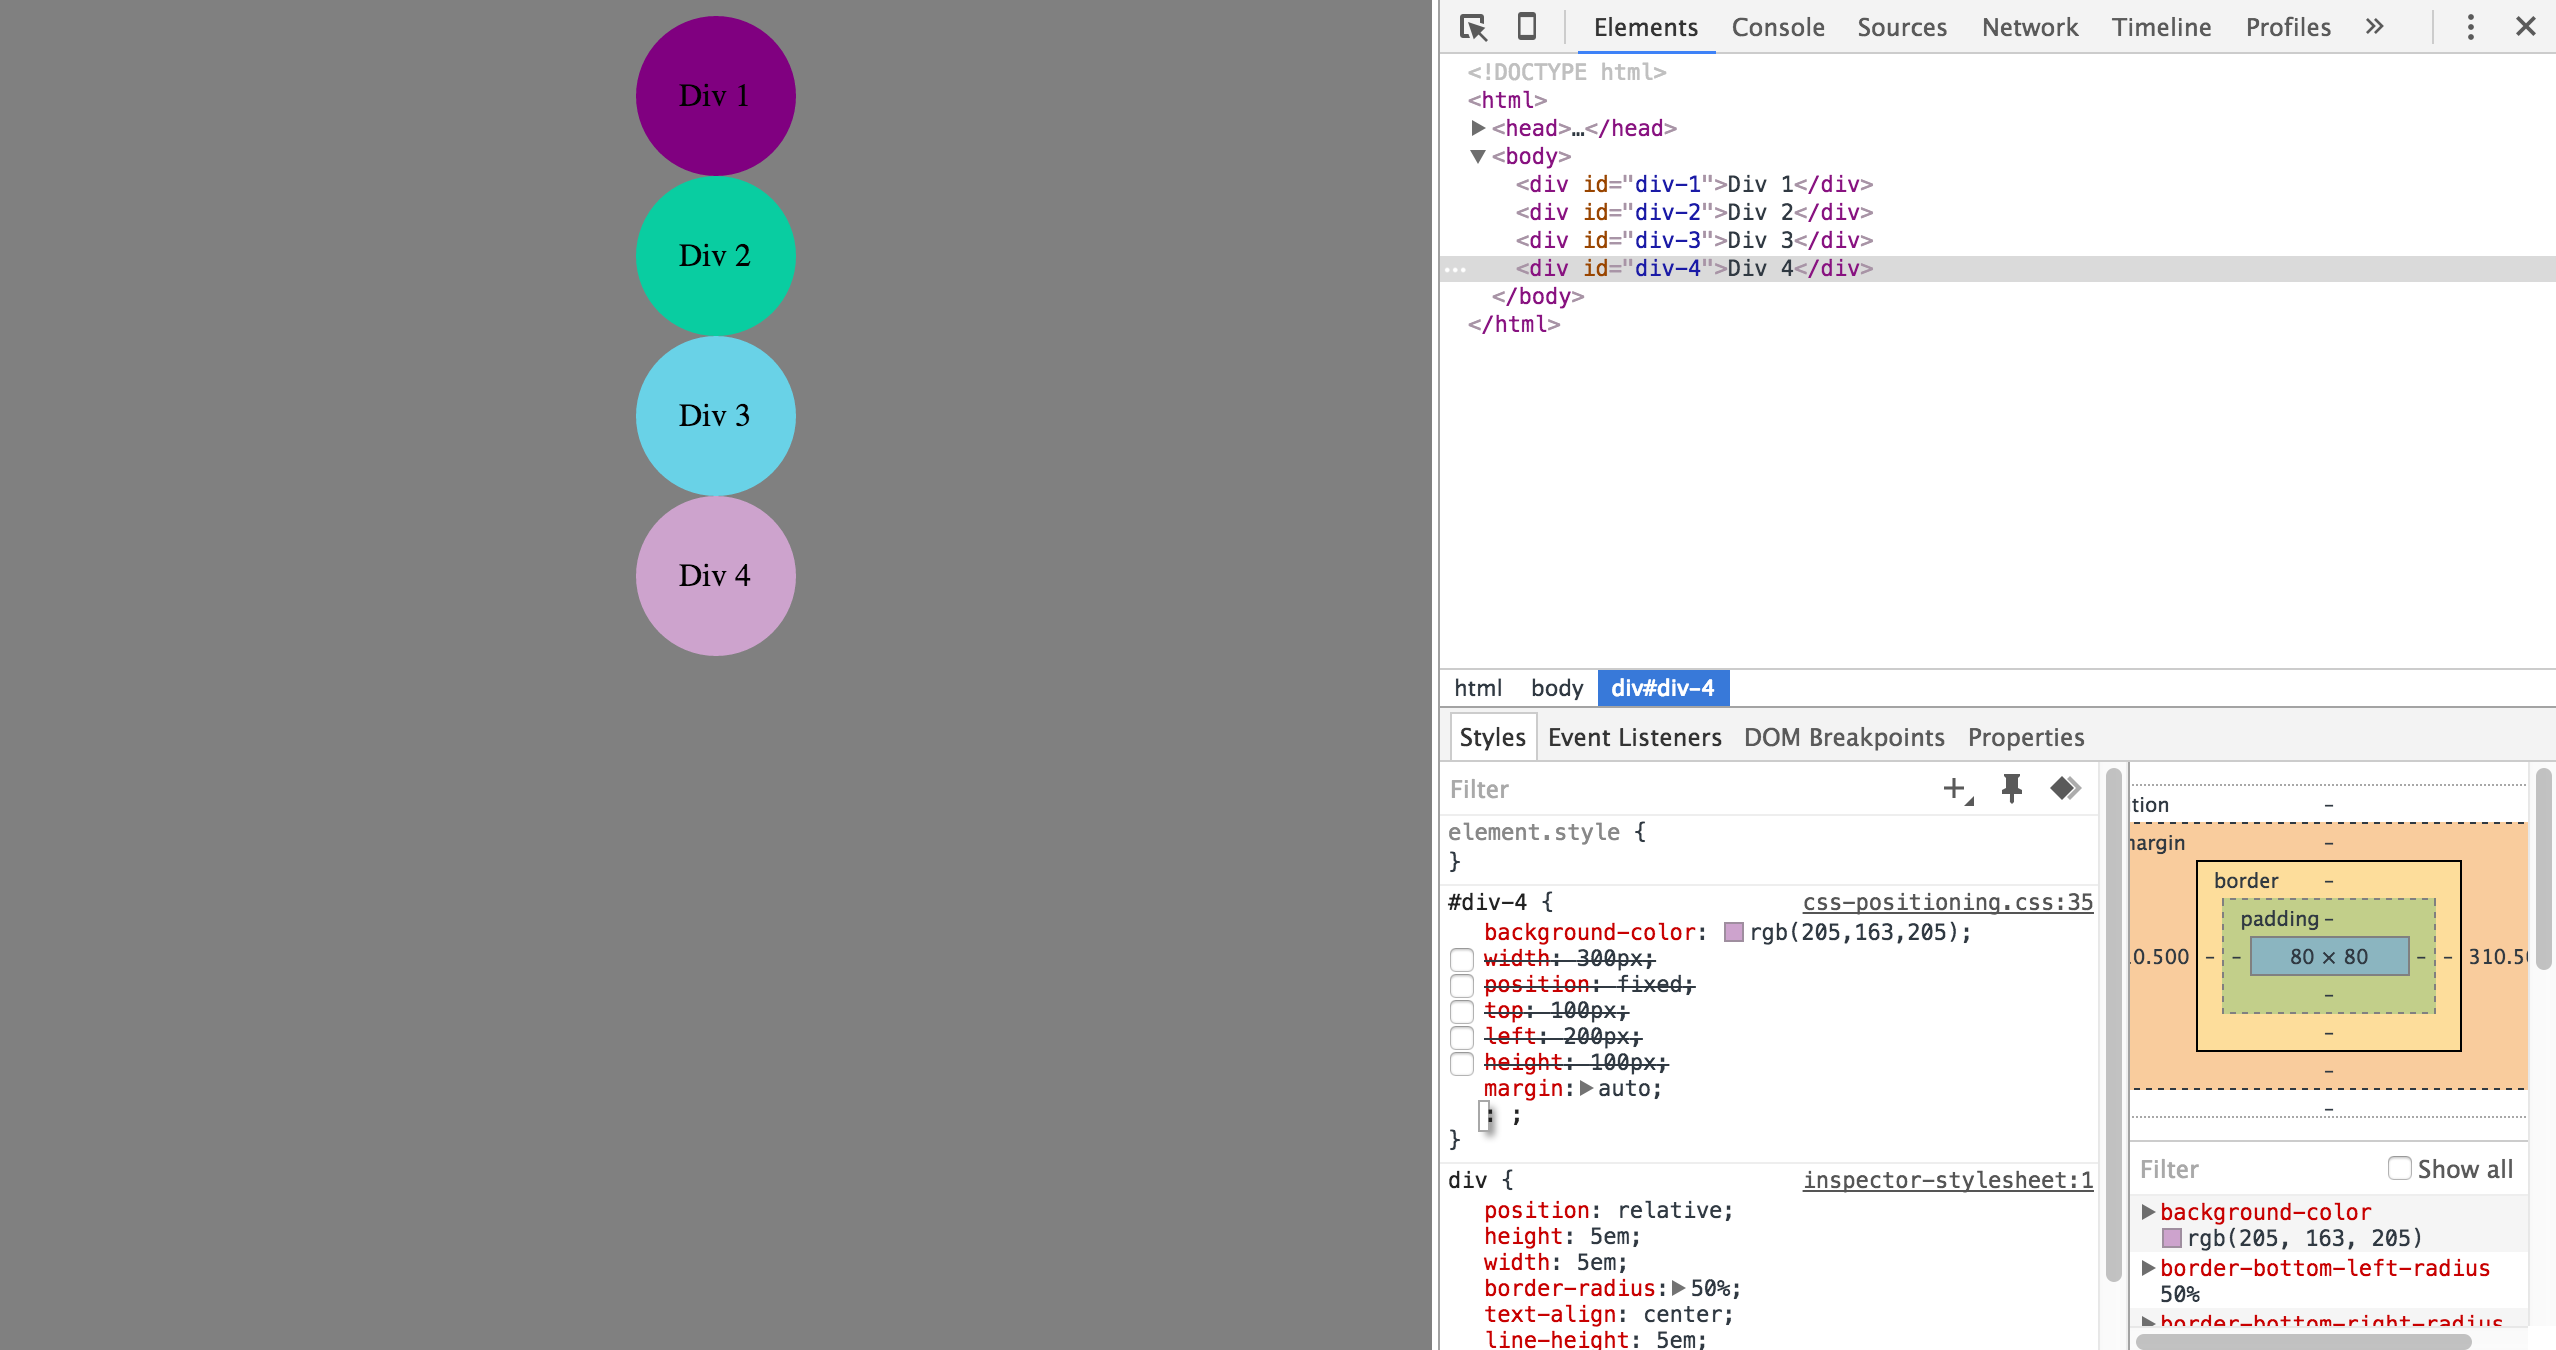 Div 1
Div 2
Div 3
Div 4
Elements Console Sources Network Timeline Profiles »
<!DOCTYPE html>
<html>
<head>…</head>
<body>
<div id="div-1">Div 1</div>
<div id="div-2">Div 2</div>
<div id="div-3">Div 3</div>
<div id="div-4">Div 4</div>
</body>
</html>
html body div#div-4
Styles Event Listeners DOM Breakpoints Properties
Filter
element.style {
}
#div-4 { css-positioning.css:35
background-color: rgb(205,163,205);
width: 300px;
position: fixed;
top: 100px;
left: 200px;
height: 100px;
margin: auto;
: ;
}
div { inspector-stylesheet:1
position: relative;
height: 5em;
width: 5em;
border-radius: 50%;
text-align: center;
line-height: 5em;
tion –
argin –
border –
padding –
0.500 – – 80 × 80 – – 310.5
–
–
–
–
Filter Show all
background-color
rgb(205, 163, 205)
border-bottom-left-radius
50%
border-bottom-right-radius